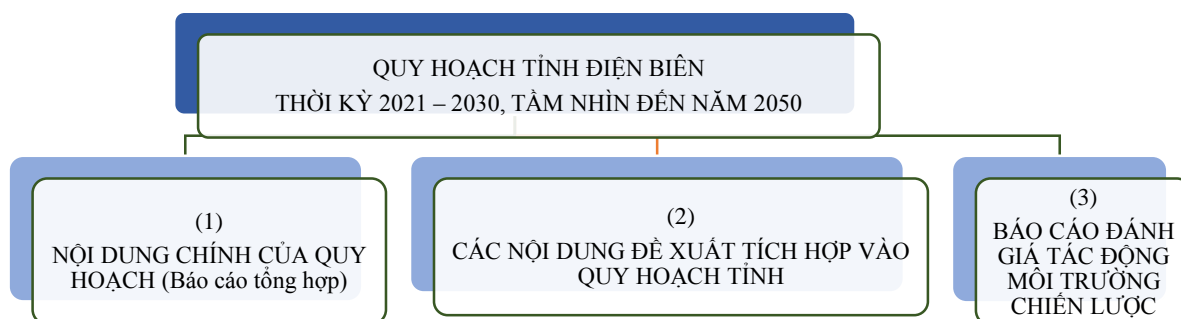 QUY HOẠCH TỈNH ĐIỆN BIÊN
THỜI KỲ 2021 – 2030, TẦM NHÌN ĐẾN NĂM 2050
(1)
NỘI DUNG CHÍNH CỦA QUY
HOẠCH (Báo cáo tổng hợp)
(2)
CÁC NỘI DUNG ĐỀ XUẤT TÍCH HỢP VÀO
QUY HOẠCH TỈNH
(3)
BÁO CÁO ĐÁNH
GIÁ TÁC ĐỘNG
MÔI TRƯỜNG
CHIẾN LƯỢC